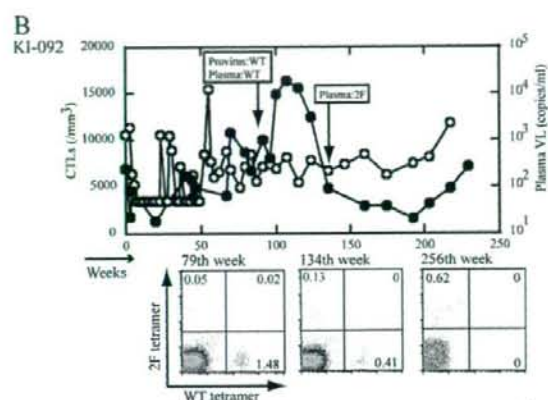 B
KI-092
20000
15000
10000
5000
0
CTLs (/mm³)
Provirus:WT
Plasma:WT
Plasma:2F
10⁵
10⁴
10³
10²
10¹
Plasma VL (copics/ml)
0 50 100 150 200 250
Weeks
79th week 134th week 256th week
0.05 0.02 0.13 0 0.62 0
1.48 0.41 0
2F tetramer
WT tetramer